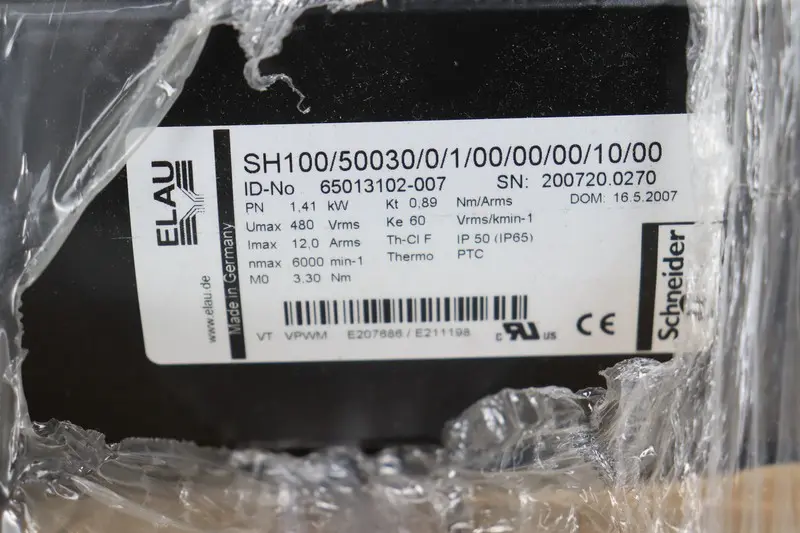 ELAU
www.elau.de
Made in Germany
SH100/50030/0/1/00/00/00/10/00
ID-No 65013102-007 SN: 200720.0270
PN 1,41 kW Kt 0,89 Nm/Arms DOM: 16.5.2007
Umax 480 Vrms Ke 60 Vrms/kmin-1
Imax 12,0 Arms Th-Cl F IP 50 (IP65)
nmax 6000 min-1 Thermo PTC
M0 3.30 Nm
VT VPWM E207686 / E211198
c RU US CE
Schneider